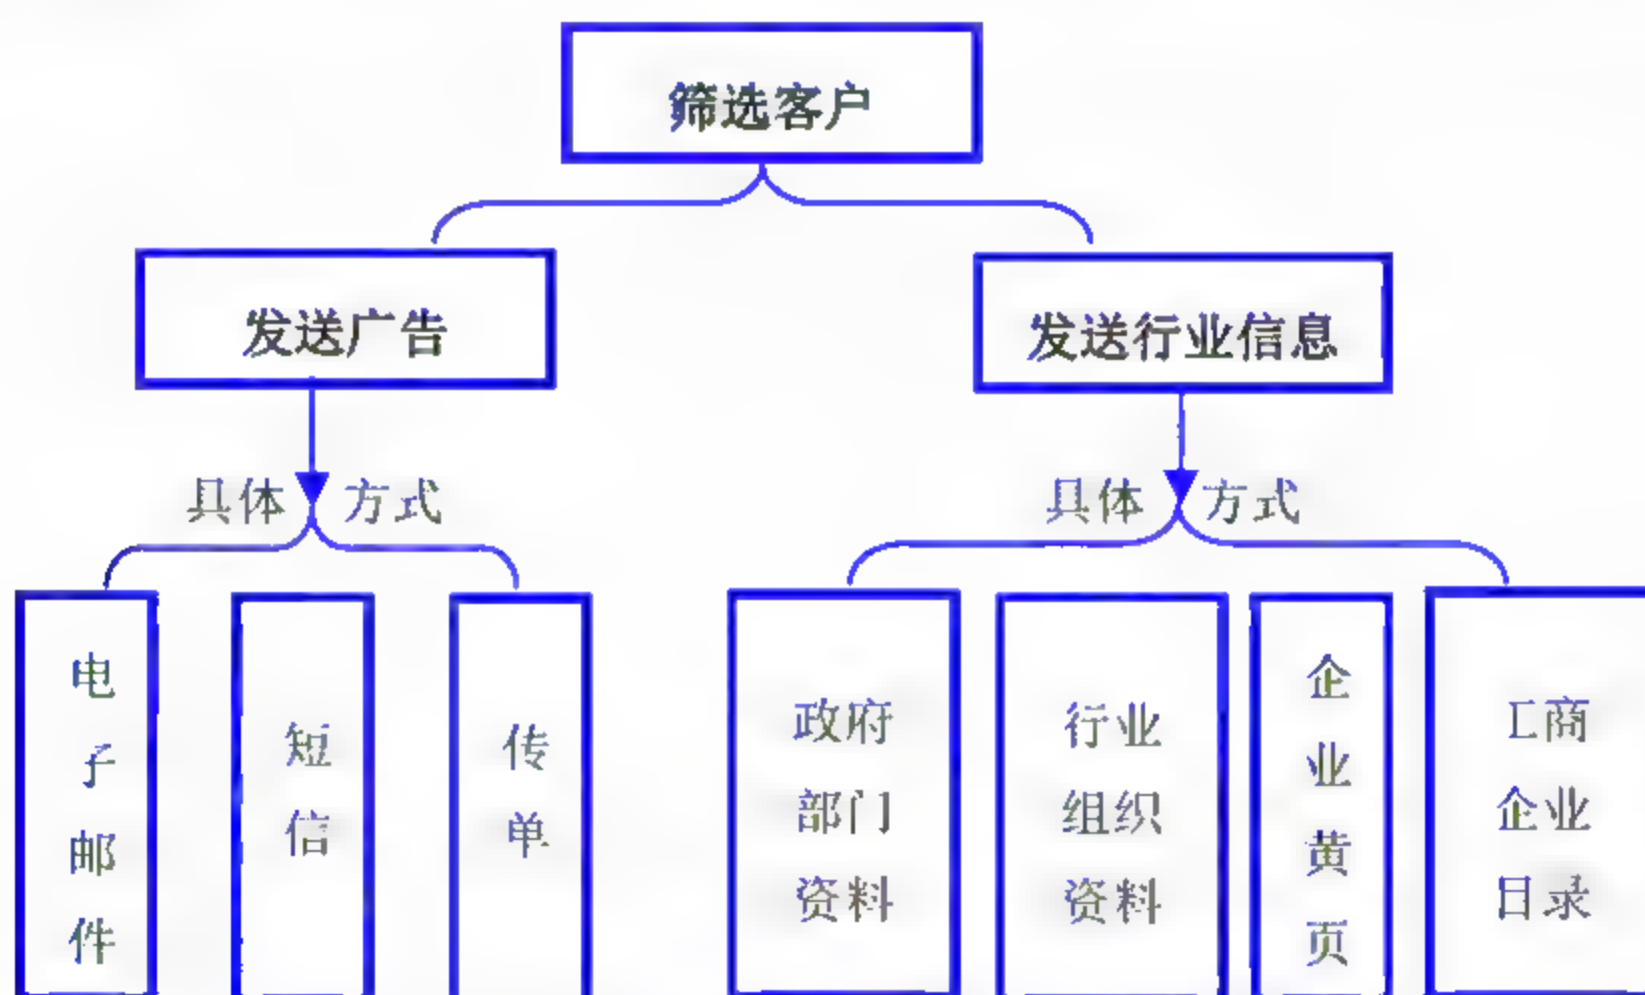 筛选客户
发送广告
发送行业信息
具体 方式
具体 方式
电
子
邮
件
短
信
传
单
政府
部门
资料
行业
组织
资料
企
业
黄
页
工商
企业
目录